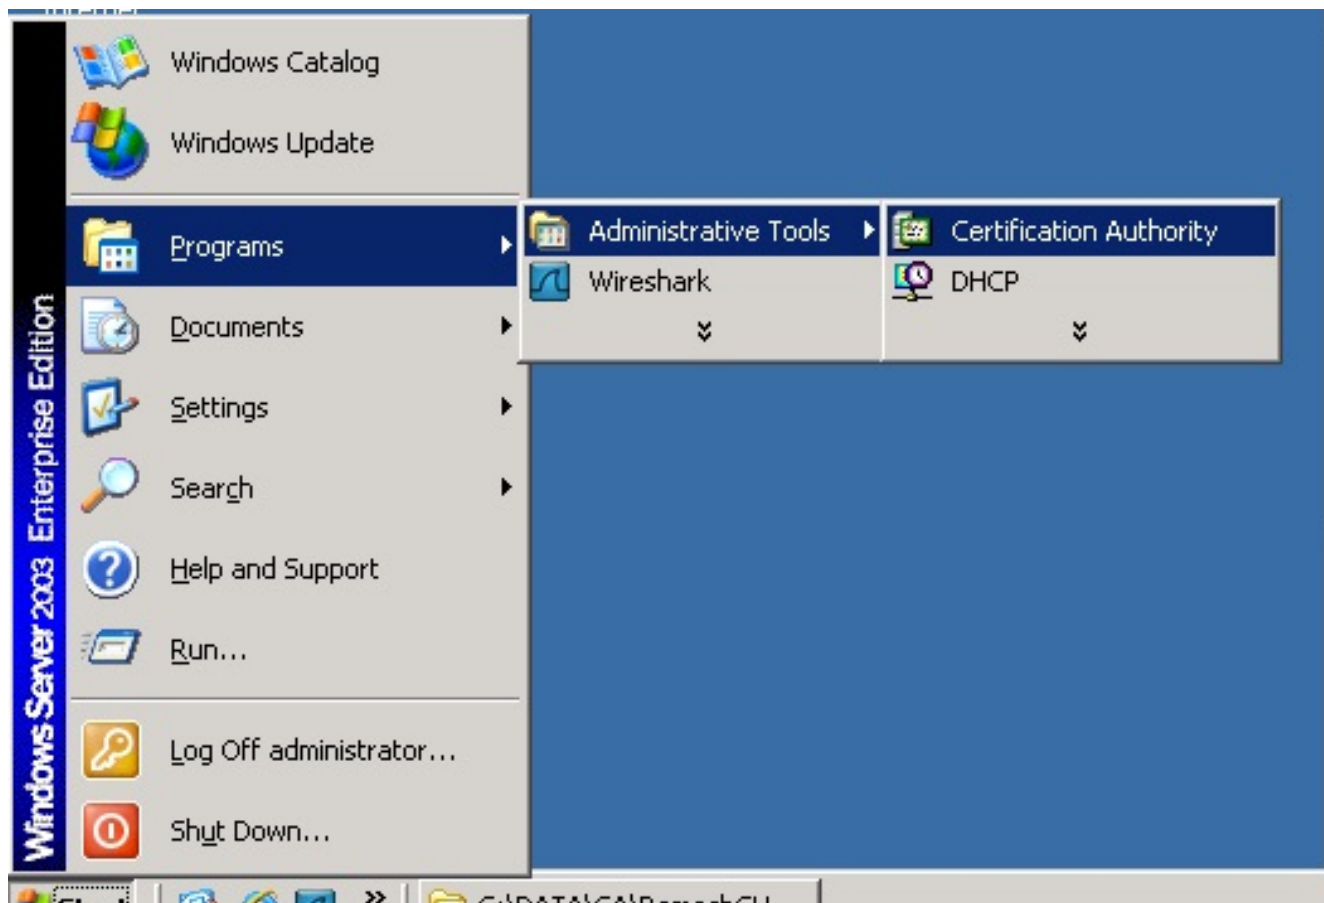 Windows Catalog
Windows Update
Programs
Administrative Tools
Certification Authority
Wireshark
DHCP
Documents
Settings
Search
Help and Support
Run...
Log Off administrator...
Shut Down...
Windows Server 2003 Enterprise Edition
Start